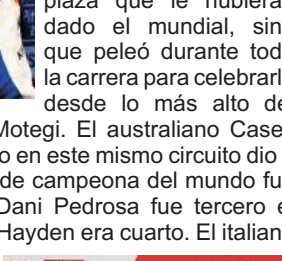 plaza que le hubiera
dado el mundial, sin
que peleó durante tod
la carrera para celebrarl
desde lo más alto de
Motegi. El australiano Case
o en este mismo circuito dio
de campeona del mundo fu
Dani Pedrosa fue tercero e
Hayden era cuarto. El italian